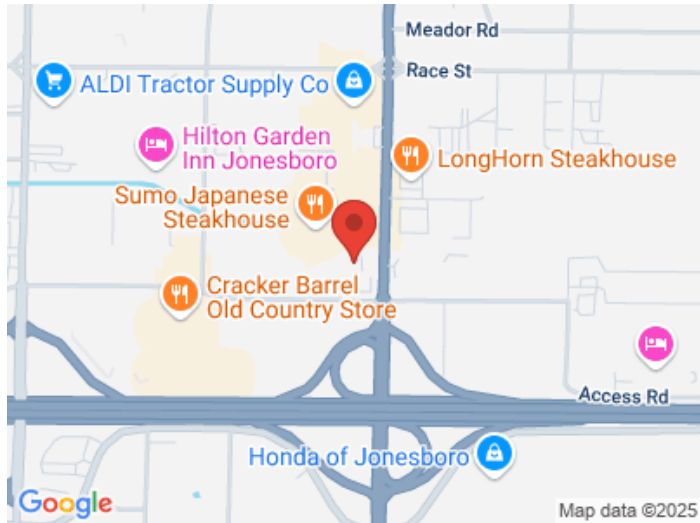 Meador Rd
Race St
ALDI
Tractor Supply Co
Hilton Garden
Inn Jonesboro
LongHorn Steakhouse
Sumo Japanese
Steakhouse
Cracker Barrel
Old Country Store
Access Rd
Honda of Jonesboro
Google
Map data ©2025